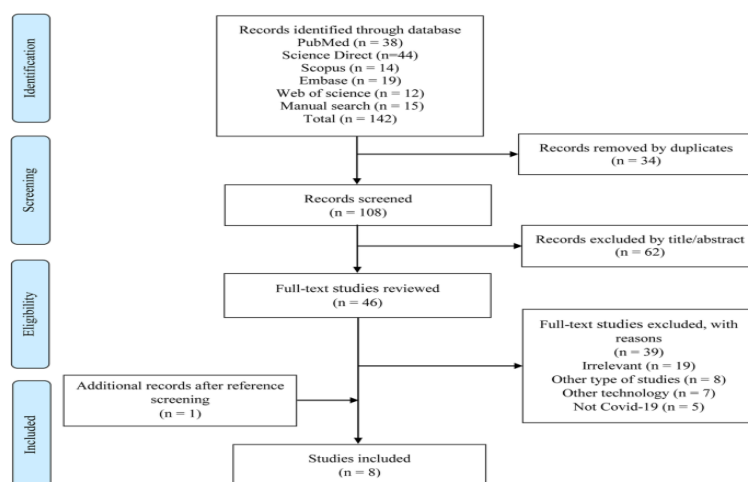 Identification
Records identified through database
PubMed (n = 38)
Science Direct (n=44)
Scopus (n = 14)
Embase (n = 19)
Web of science (n = 12)
Manual search (n = 15)
Total (n = 142)
Records removed by duplicates
(n = 34)
Screening
Records screened
(n = 108)
Records excluded by title/abstract
(n = 62)
Eligibility
Full-text studies reviewed
(n = 46)
Full-text studies excluded, with
reasons
(n = 39)
Irrelevant (n = 19)
Other type of studies (n = 8)
Other technology (n = 7)
Not Covid-19 (n = 5)
Included
Additional records after reference
screening
(n = 1)
Studies included
(n = 8)